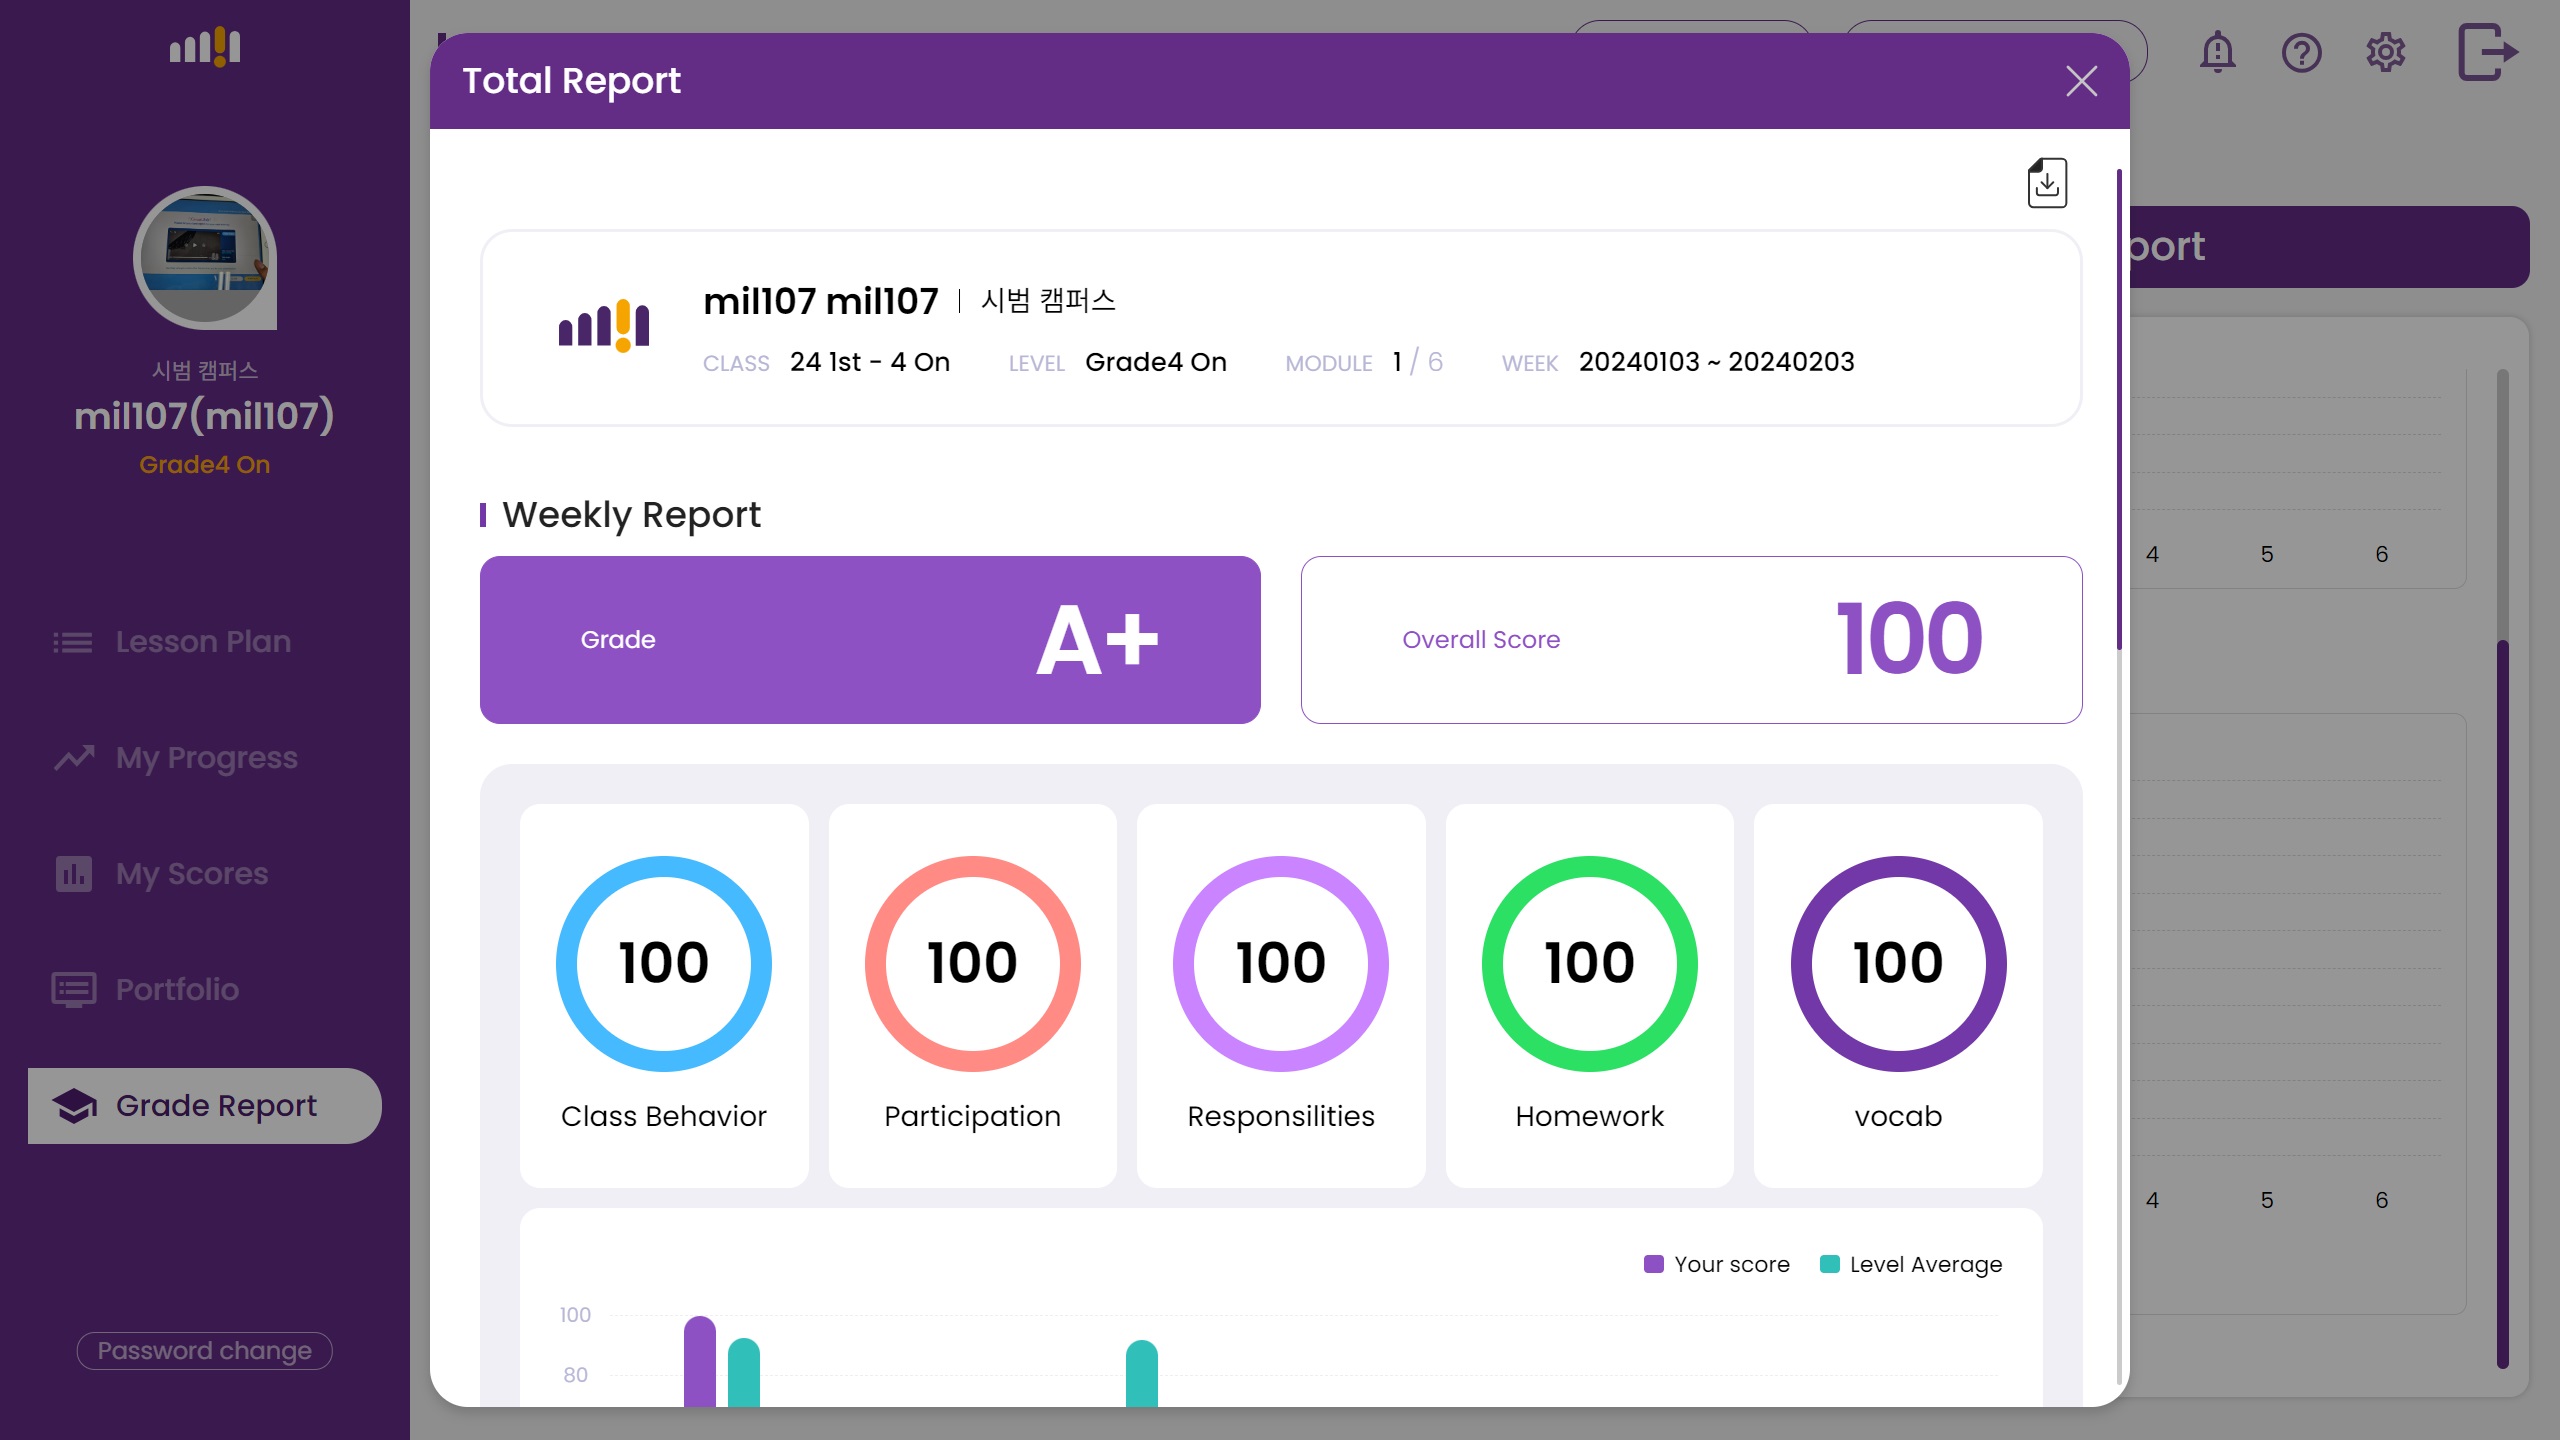 시범 캠퍼스
mil107(mil107)
Grade4 On
Lesson Plan
My Progress
My Scores
Portfolio
Grade Report
Password change
Total Report
mil107 mil107 | 시범 캠퍼스
CLASS 24 1st - 4 On LEVEL Grade4 On MODULE 1 / 6 WEEK 20240103 ~ 20240203
Weekly Report
Grade A+
Overall Score 100
100 100 100 100 100
Class Behavior Participation Responsilities Homework vocab
Your score Level Average
100
80
port
4 5 6
4 5 6